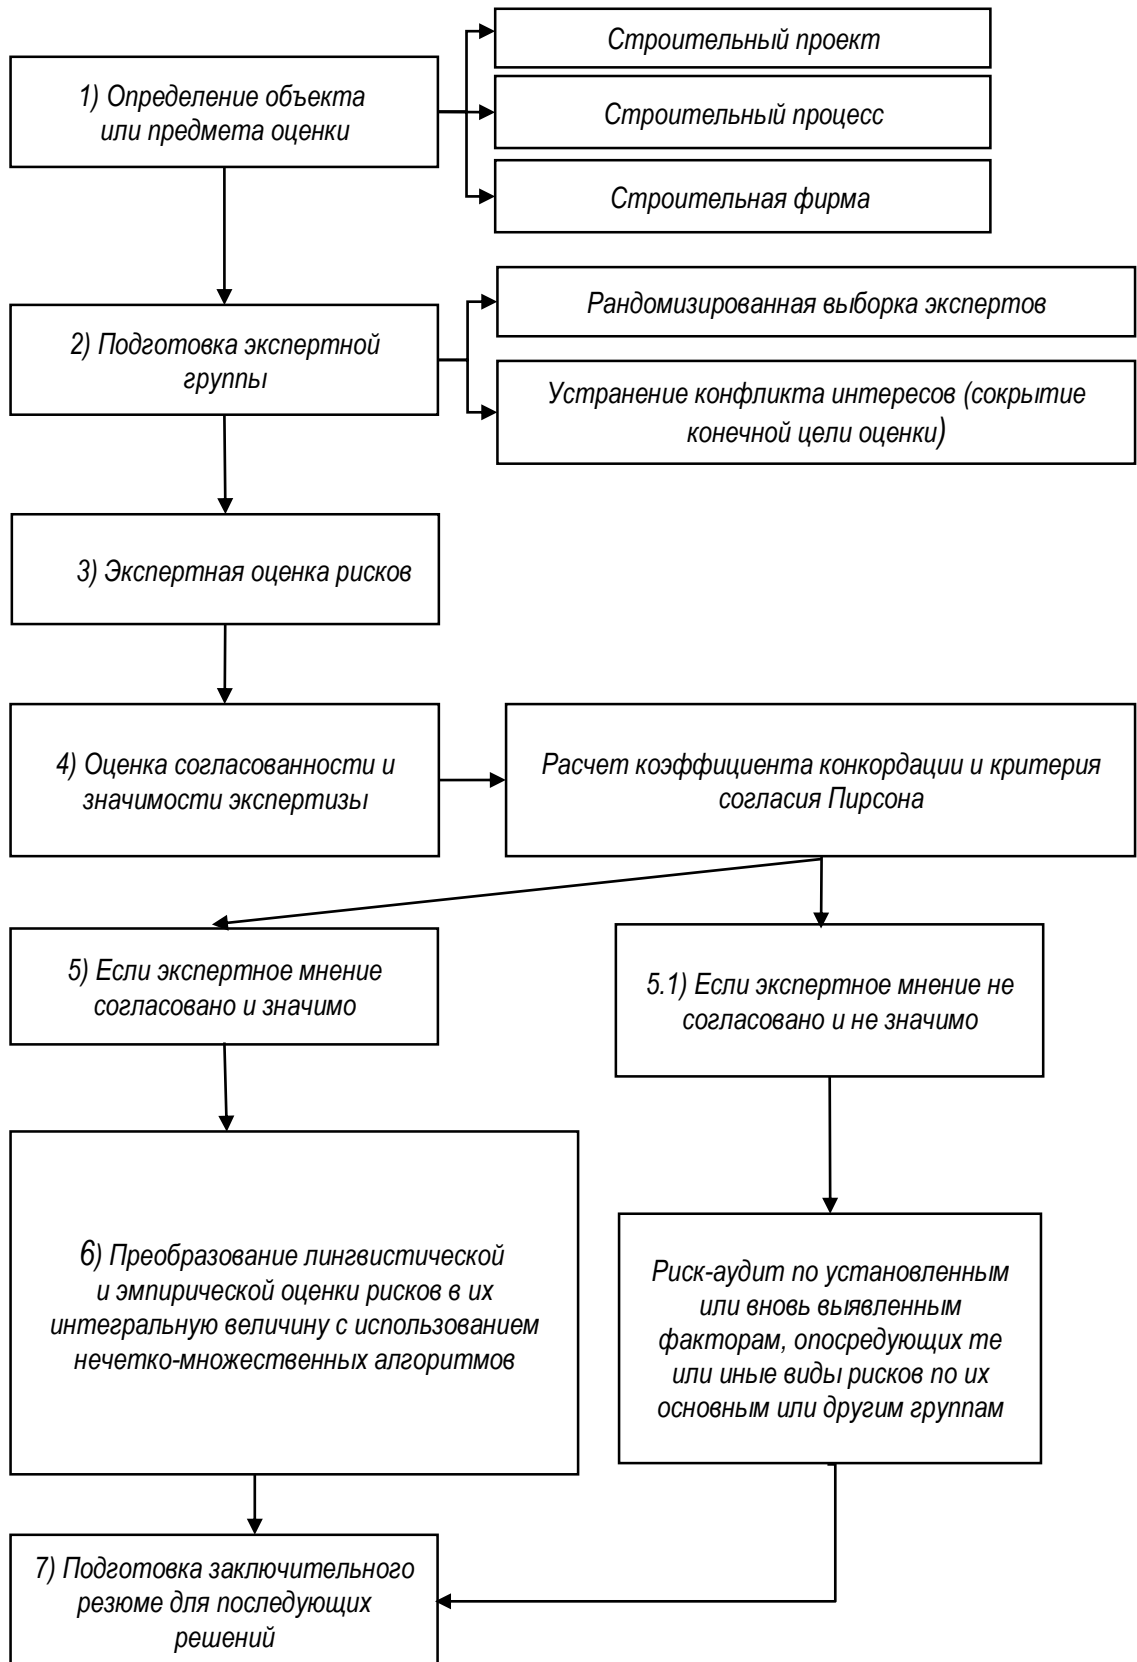 Строительный проект
1) Определение объекта
или предмета оценки
Строительный процесс
Строительная фирма
Рандомизированная выборка экспертов
2) Подготовка экспертной
группы
Устранение конфликта интересов (сокрытие
конечной цели оценки)
3) Экспертная оценка рисков
4) Оценка согласованности и
значимости экспертизы
Расчет коэффициента конкордации и критерия
согласия Пирсона
5) Если экспертное мнение
согласовано и значимо
5.1) Если экспертное мнение не
согласовано и не значимо
6) Преобразование лингвистической
и эмпирической оценки рисков в их
интегральную величину с использованием
нечетко-множественных алгоритмов
Риск-аудит по установленным
или вновь выявленным
факторам, опосредующих те
или иные виды рисков по их
основным или другим группам
7) Подготовка заключительного
резюме для последующих
решений